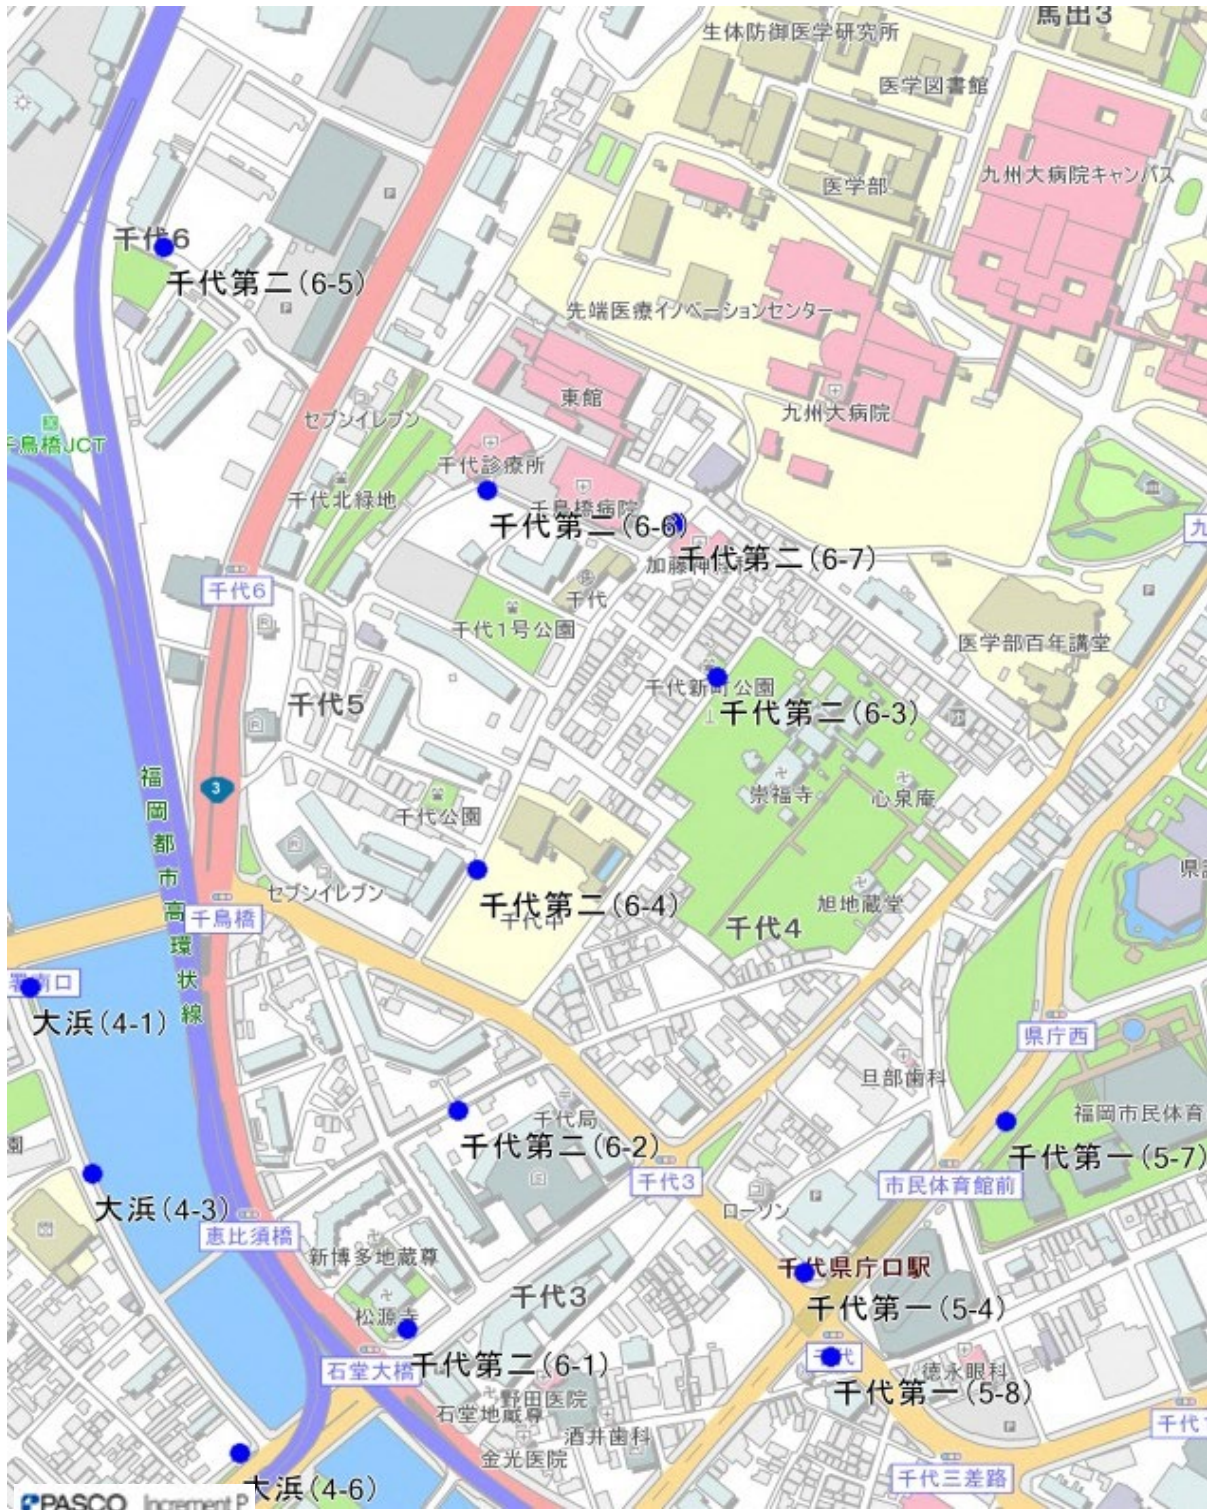 馬出3
生体防御医学研究所
医学図書館
九州大病院キャンパス
医学部
千代6
千代第二(6-5)
先端医療イノベーションセンター
東館
九州大病院
セブンイレブン
千鳥橋JCT
千代診療所
千代北緑地
千鳥橋病院
千代第二(6-6)
千代第二(6-7)
千代6
千代
千代1号公園
医学部百年講堂
千代新町公園
千代5
千代第二(6-3)
福岡都市高環状線
3
崇福寺
心泉庵
千代公園
セブンイレブン
千代第二(6-4)
千代中
旭地蔵堂
千代4
千鳥橋
署南口
大浜(4-1)
県庁西
旦部歯科
千代局
福岡市民体育
千代第二(6-2)
千代第一(5-7)
千代3
市民体育館前
ローソン
大浜(4-3)
恵比須橋
新博多地蔵尊
千代県庁口駅
千代3
千代第一(5-4)
松源寺
千代第二(6-1)
石堂大橋
千代
徳永眼科
千代第一(5-8)
野田医院
石堂地蔵尊
酒井歯科
金光医院
千代三差路
大浜(4-6)
PASCO Increment P